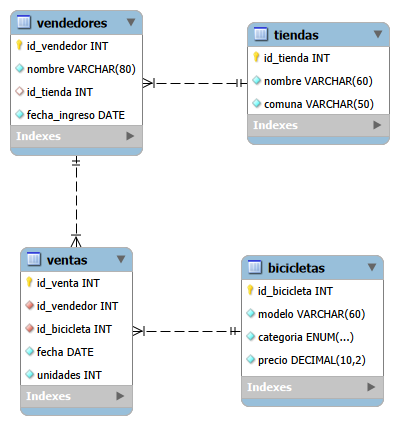 vendedores
id_vendedor INT
nombre VARCHAR(80)
id_tienda INT
fecha_ingreso DATE
Indexes
tiendas
id_tienda INT
nombre VARCHAR(60)
comuna VARCHAR(50)
Indexes
ventas
id_venta INT
id_vendedor INT
id_bicicleta INT
fecha DATE
unidades INT
Indexes
bicicletas
id_bicicleta INT
modelo VARCHAR(60)
categoria ENUM(...)
precio DECIMAL(10,2)
Indexes